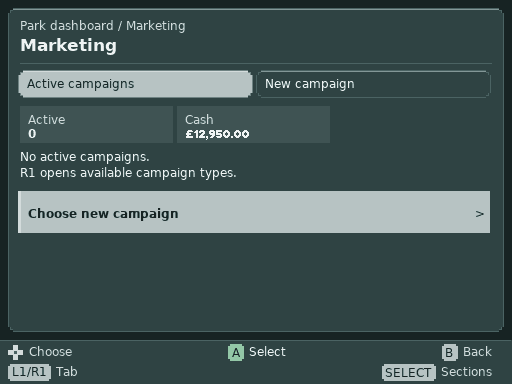 Park dashboard / Marketing
Marketing
Active campaigns
New campaign
Active
0
Cash
£12,950.00
No active campaigns.
R1 opens available campaign types.
Choose new campaign >
Choose
A Select
B Back
L1/R1 Tab
SELECT Sections